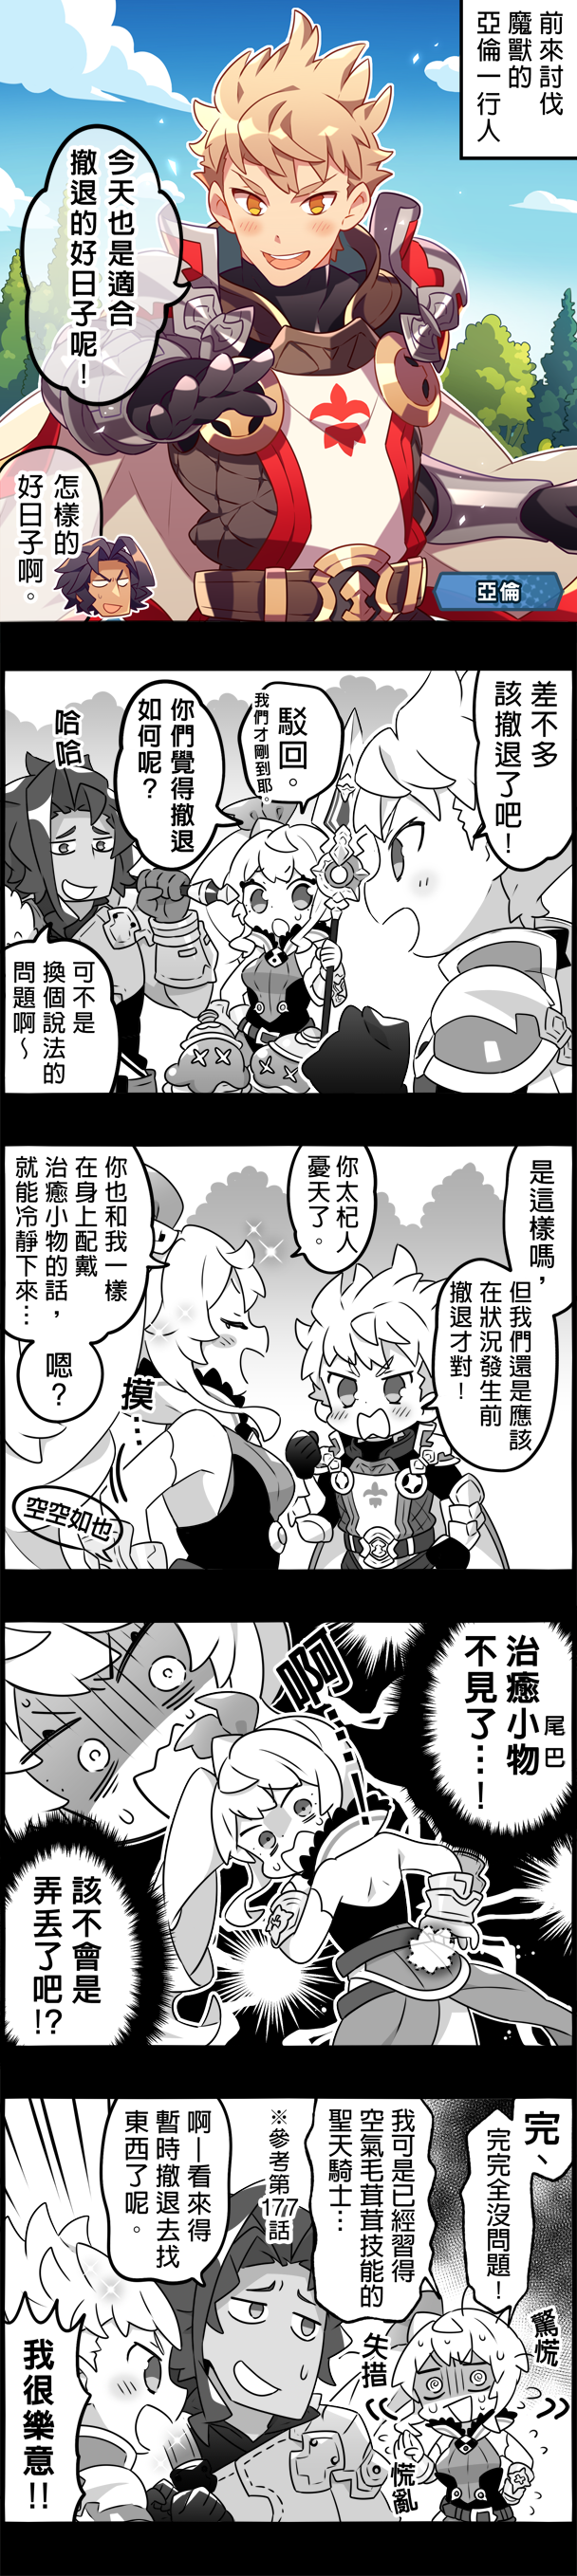 前來討伐
魔獸的
亞倫一行人
今天也是適合
撤退的好日子呢！
怎樣的
好日子啊。
亞倫
差不多
該撤退了吧！
駁回。
我們才剛到耶。
你們覺得撤退
如何呢？
哈哈
可不是
換個說法的
問題啊～
是這樣嗎，
但我們還是應該
在狀況發生前
撤退才對！
你太杞人
憂天了。
你也和我一樣
在身上配戴
治癒小物的話，
就能冷靜下來…
嗯？
摸…
空空如也
治癒小物
尾巴
不見了…！
啊……！
該不會是
弄丟了吧!?
完、
完完全沒問題！
我可是已經習得
空氣毛茸茸技能的
聖天騎士…
※參考第177話
驚慌
失措
慌亂
啊—看來得
暫時撤退去找
東西了呢。
我很樂意!!